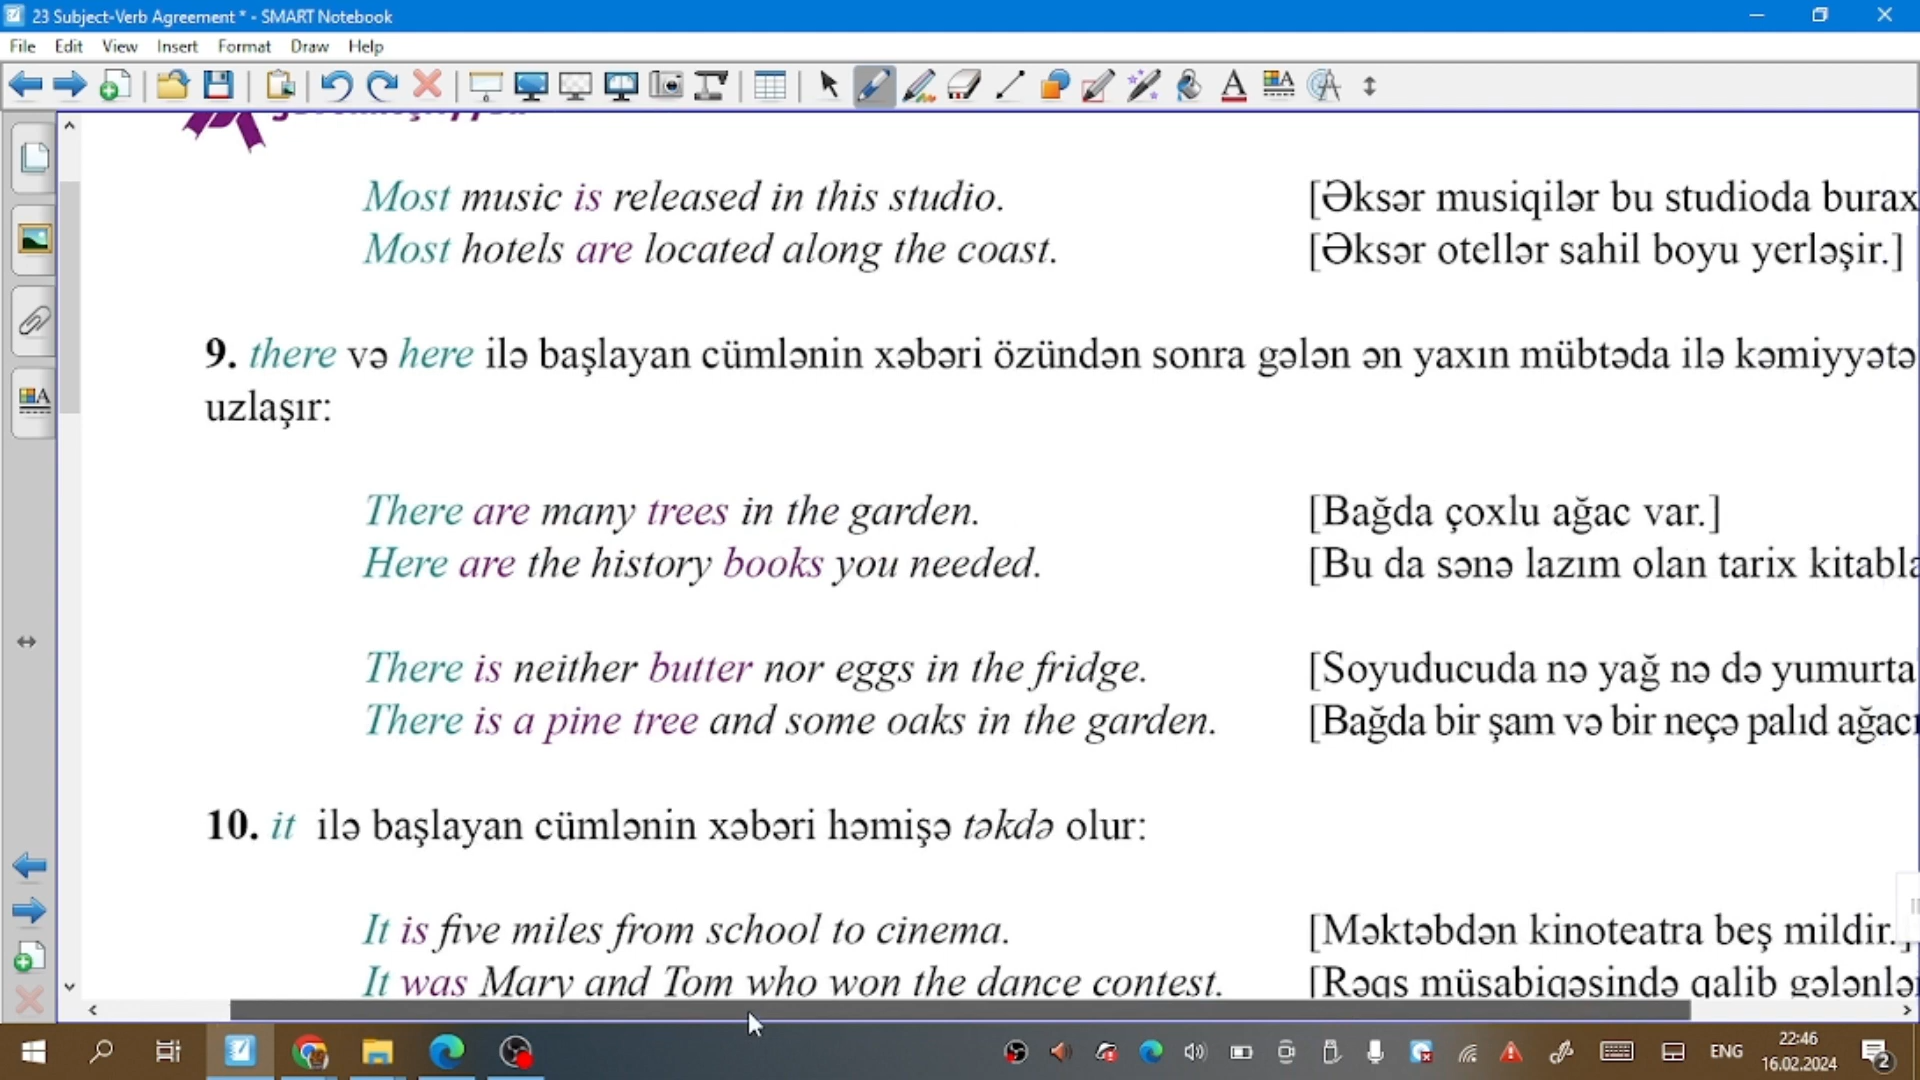 23 Subject-Verb Agreement * - SMART Notebook
File Edit View Insert Format Draw Help
Most music is released in this studio. [Əksər musiqilər bu studioda burax
Most hotels are located along the coast. [Əksər otellər sahil boyu yerləşir.]
9. there və here ilə başlayan cümlənin xəbəri özündən sonra gələn ən yaxın mübtəda ilə kəmiyyətə
uzlaşır:
There are many trees in the garden. [Bağda çoxlu ağac var.]
Here are the history books you needed. [Bu da sənə lazım olan tarix kitabla
There is neither butter nor eggs in the fridge. [Soyuducuda nə yağ nə də yumurta
There is a pine tree and some oaks in the garden. [Bağda bir şam və bir neçə palıd ağacı
10. it ilə başlayan cümlənin xəbəri həmişə təkdə olur:
It is five miles from school to cinema. [Məktəbdən kinoteatra beş mildir.]
It was Mary and Tom who won the dance contest. [Rəqs müsabiqəsində qalib gələnlə
ENG
22:46
16.02.2024
2